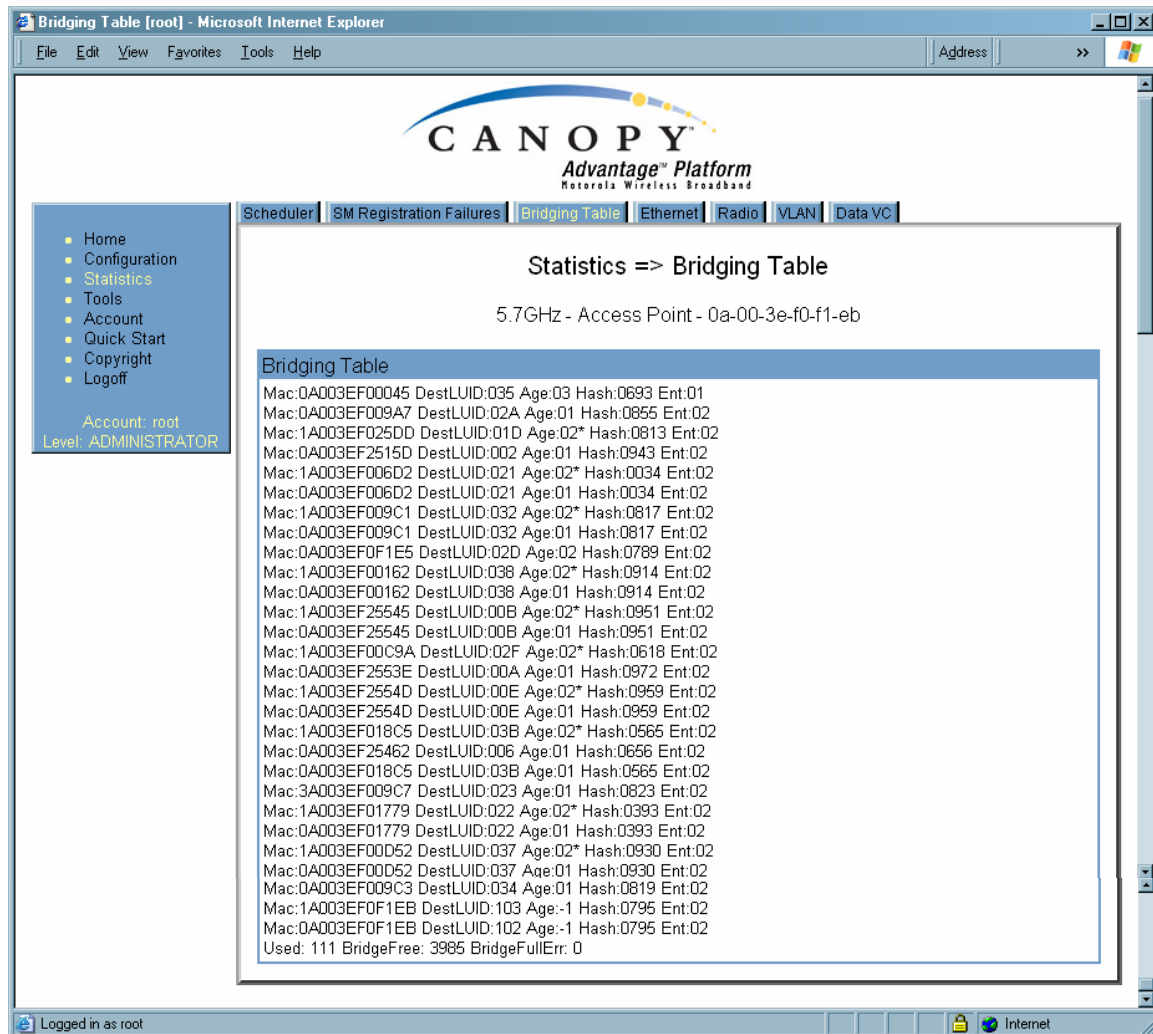 Bridging Table [root] - Microsoft Internet Explorer
File Edit View Favorites Tools Help
Address »
CANOPY™
Advantage™ Platform
Motorola Wireless Broadband
Scheduler SM Registration Failures Bridging Table Ethernet Radio VLAN Data VC
Home
Configuration
Statistics
Tools
Account
Quick Start
Copyright
Logoff
Account: root
Level: ADMINISTRATOR
Statistics => Bridging Table
5.7GHz - Access Point - 0a-00-3e-f0-f1-eb
Bridging Table
Mac:0A003EF00045 DestLUID:035 Age:03 Hash:0693 Ent:01
Mac:0A003EF009A7 DestLUID:02A Age:01 Hash:0855 Ent:02
Mac:1A003EF025DD DestLUID:01D Age:02* Hash:0813 Ent:02
Mac:0A003EF2515D DestLUID:002 Age:01 Hash:0943 Ent:02
Mac:1A003EF006D2 DestLUID:021 Age:02* Hash:0034 Ent:02
Mac:0A003EF006D2 DestLUID:021 Age:01 Hash:0034 Ent:02
Mac:1A003EF009C1 DestLUID:032 Age:02* Hash:0817 Ent:02
Mac:0A003EF009C1 DestLUID:032 Age:01 Hash:0817 Ent:02
Mac:0A003EF0F1E5 DestLUID:02D Age:02 Hash:0789 Ent:02
Mac:1A003EF00162 DestLUID:038 Age:02* Hash:0914 Ent:02
Mac:0A003EF00162 DestLUID:038 Age:01 Hash:0914 Ent:02
Mac:1A003EF25545 DestLUID:00B Age:02* Hash:0951 Ent:02
Mac:0A003EF25545 DestLUID:00B Age:01 Hash:0951 Ent:02
Mac:1A003EF00C9A DestLUID:02F Age:02* Hash:0618 Ent:02
Mac:0A003EF2553E DestLUID:00A Age:01 Hash:0972 Ent:02
Mac:1A003EF2554D DestLUID:00E Age:02* Hash:0959 Ent:02
Mac:0A003EF2554D DestLUID:00E Age:01 Hash:0959 Ent:02
Mac:1A003EF018C5 DestLUID:03B Age:02* Hash:0565 Ent:02
Mac:0A003EF25462 DestLUID:006 Age:01 Hash:0656 Ent:02
Mac:0A003EF018C5 DestLUID:03B Age:01 Hash:0565 Ent:02
Mac:3A003EF009C7 DestLUID:023 Age:01 Hash:0823 Ent:02
Mac:1A003EF01779 DestLUID:022 Age:02* Hash:0393 Ent:02
Mac:0A003EF01779 DestLUID:022 Age:01 Hash:0393 Ent:02
Mac:1A003EF00D52 DestLUID:037 Age:02* Hash:0930 Ent:02
Mac:0A003EF00D52 DestLUID:037 Age:01 Hash:0930 Ent:02
Mac:0A003EF009C3 DestLUID:034 Age:01 Hash:0819 Ent:02
Mac:1A003EF0F1EB DestLUID:103 Age:-1 Hash:0795 Ent:02
Mac:0A003EF0F1EB DestLUID:102 Age:-1 Hash:0795 Ent:02
Used: 111 BridgeFree: 3985 BridgeFullErr: 0
Logged in as root Internet